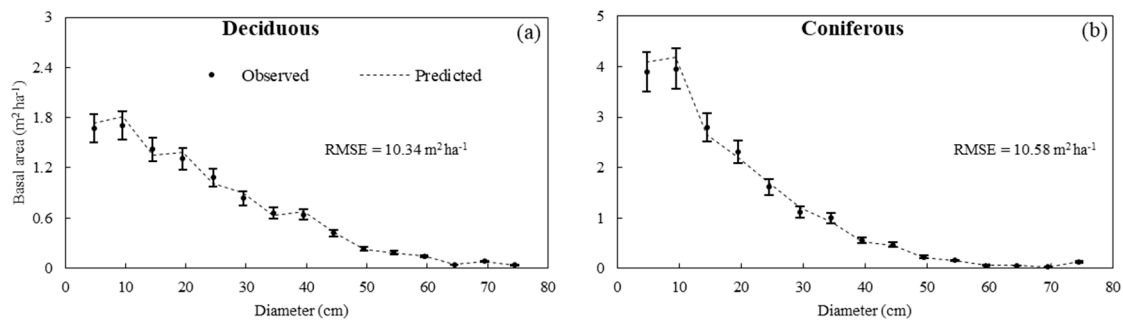 Deciduous
(a)
3
2.4
1.8
1.2
0.6
0
Basal area (m² ha⁻¹)
Observed
Predicted
RMSE = 10.34 m² ha⁻¹
0 10 20 30 40 50 60 70 80
Diameter (cm)
Coniferous
(b)
5
4
3
2
1
0
RMSE = 10.58 m² ha⁻¹
0 10 20 30 40 50 60 70 80
Diameter (cm)